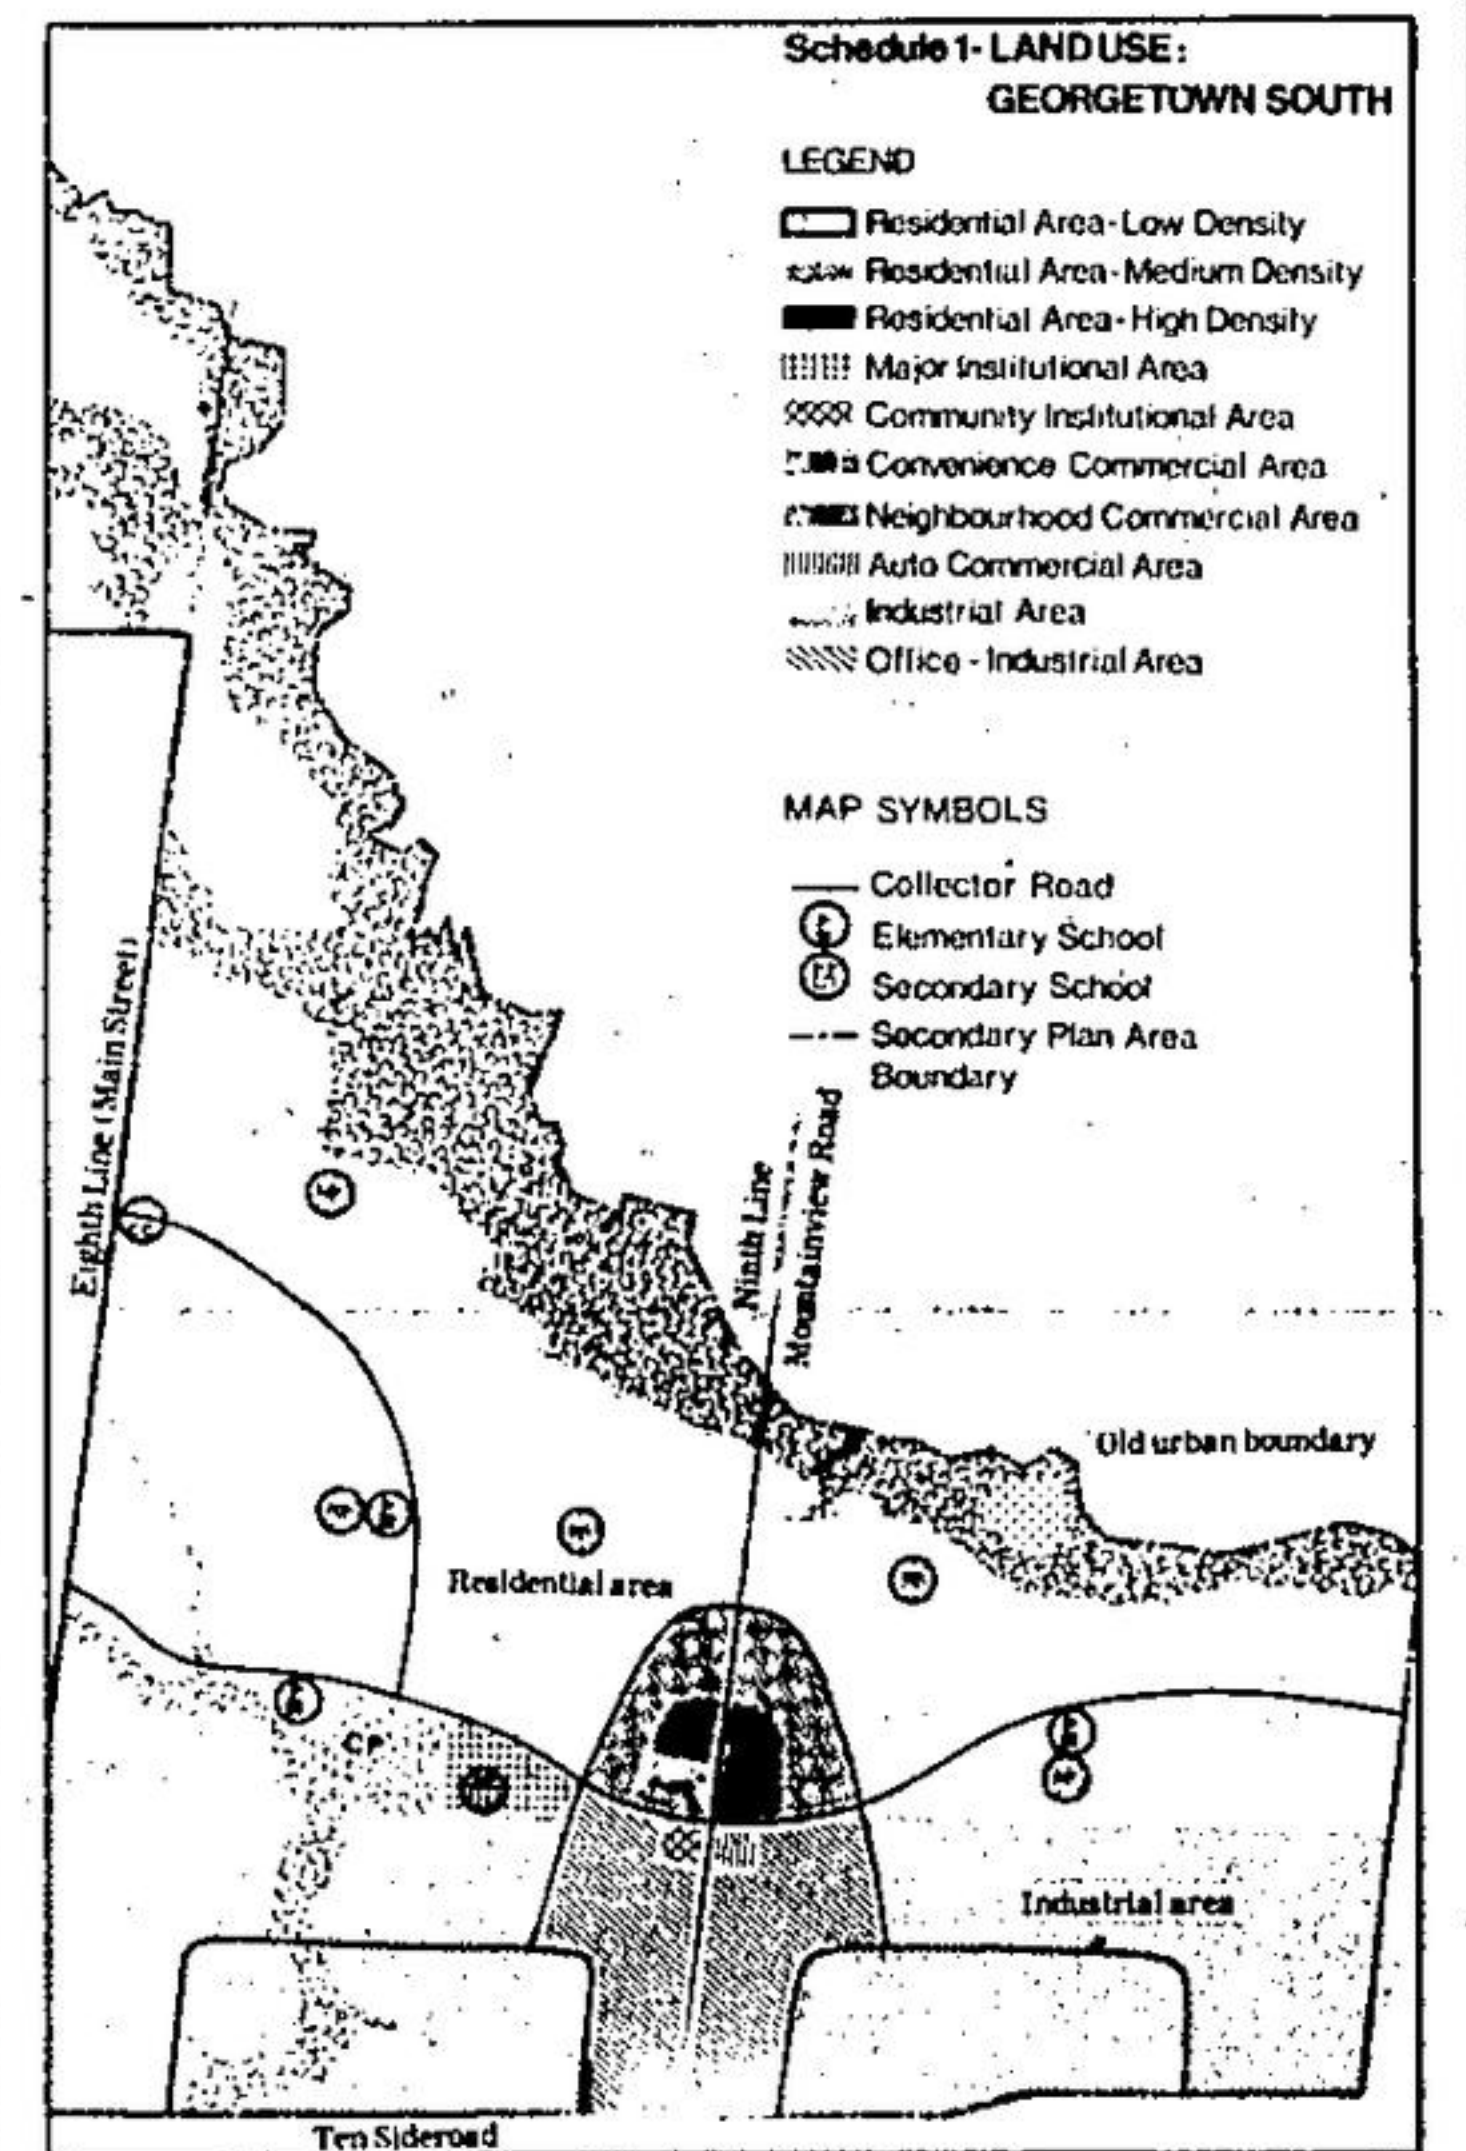 Schedule 1- LAND USE:
GEORGETOWN SOUTH
LEGEND
Residential Area-Low Density
Residential Area-Medium Density
Residential Area-High Density
Major Institutional Area
Community Institutional Area
Convenience Commercial Area
Neighbourhood Commercial Area
Auto Commercial Area
Industrial Area
Office - Industrial Area
MAP SYMBOLS
Collector Road
Elementary School
Secondary School
Secondary Plan Area
Boundary
Eighth Line (Main Street)
Ninth Line
Mountainview Road
Old urban boundary
Residential area
CP
Industrial area
Ten Sideroad